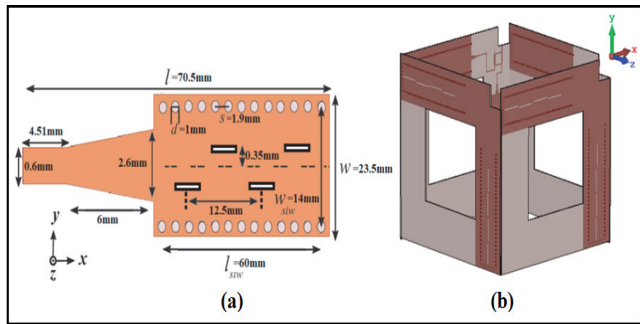 l =70.5mm
4.51mm
d =1mm
S =1.9mm
0.6mm
2.6mm
0.35mm
W =23.5mm
W =14mm
siw
12.5mm
6mm
l =60mm
siw
y
z
x
(a)
y
x
z
(b)